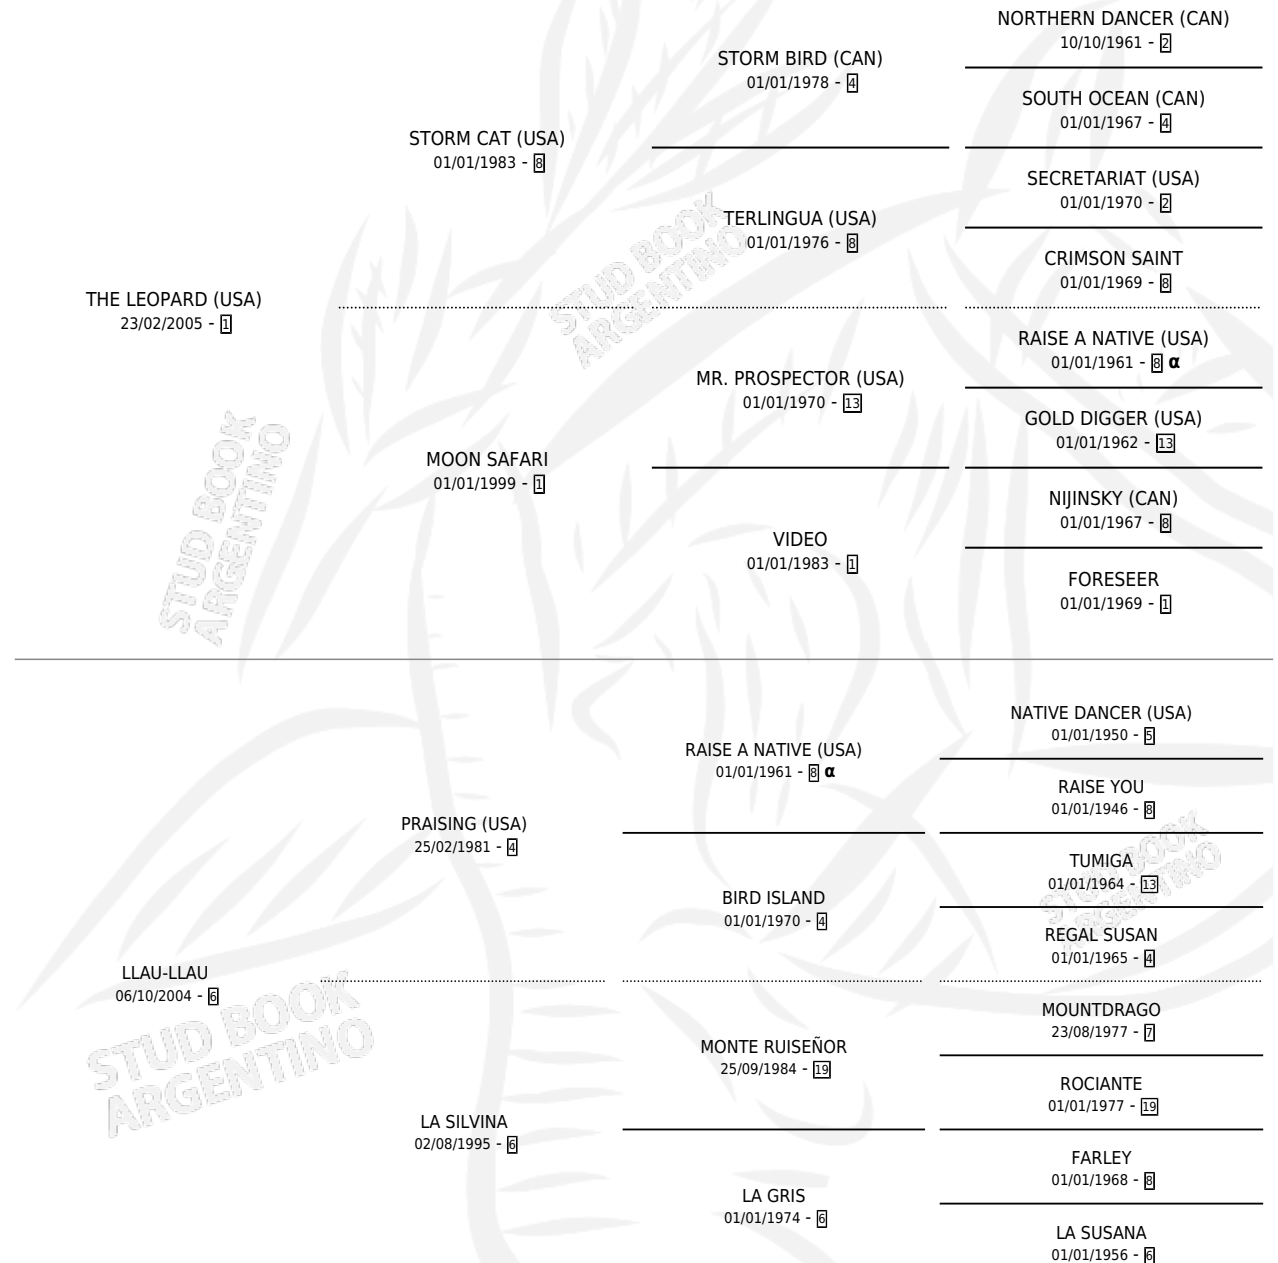 NORTHERN DANCER (CAN)
10/10/1961 - 2
STORM BIRD (CAN)
01/01/1978 - 4
SOUTH OCEAN (CAN)
01/01/1967 - 4
STORM CAT (USA)
01/01/1983 - 8
SECRETARIAT (USA)
01/01/1970 - 2
TERLINGUA (USA)
01/01/1976 - 8
CRIMSON SAINT
01/01/1969 - 8
THE LEOPARD (USA)
23/02/2005 - 1
RAISE A NATIVE (USA)
01/01/1961 - 8 α
MR. PROSPECTOR (USA)
01/01/1970 - 13
GOLD DIGGER (USA)
01/01/1962 - 13
MOON SAFARI
01/01/1999 - 1
NIJINSKY (CAN)
01/01/1967 - 8
VIDEO
01/01/1983 - 1
FORESEER
01/01/1969 - 1
NATIVE DANCER (USA)
01/01/1950 - 5
RAISE A NATIVE (USA)
01/01/1961 - 8 α
RAISE YOU
01/01/1946 - 8
PRAISING (USA)
25/02/1981 - 4
TUMIGA
01/01/1964 - 13
BIRD ISLAND
01/01/1970 - 4
REGAL SUSAN
01/01/1965 - 4
LLAU-LLAU
06/10/2004 - 6
MOUNTDRAGO
23/08/1977 - 7
MONTE RUISEÑOR
25/09/1984 - 19
ROCIANTE
01/01/1977 - 19
LA SILVINA
02/08/1995 - 6
FARLEY
01/01/1968 - 8
LA GRIS
01/01/1974 - 6
LA SUSANA
01/01/1956 - 6
STUD BOOK
ARGENTINO
STUD BOOK
ARGENTINO
STUD BOOK
ARGENTINO
STUD BOOK
ARGENTINO